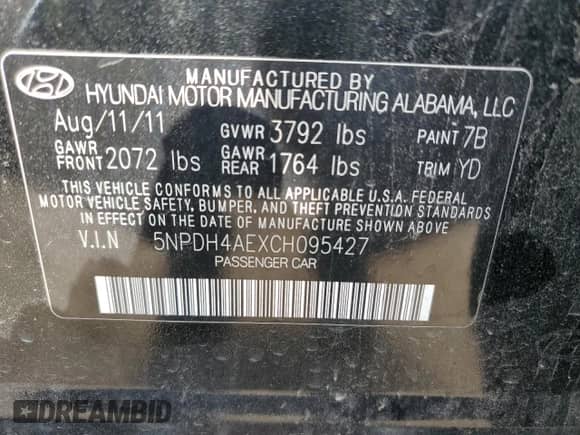 MANUFACTURED BY
HYUNDAI MOTOR MANUFACTURING ALABAMA, LLC
Aug/11/11 GVWR 3792 lbs PAINT 7B
GAWR FRONT 2072 lbs GAWR REAR 1764 lbs TRIM YD
THIS VEHICLE CONFORMS TO ALL APPLICABLE U.S.A. FEDERAL
MOTOR VEHICLE SAFETY, BUMPER, AND THEFT PREVENTION STANDARDS
IN EFFECT ON THE DATE OF MANUFACTURE SHOWN ABOVE
V.I.N 5NPDH4AEXCH095427
PASSENGER CAR
DREAMBID